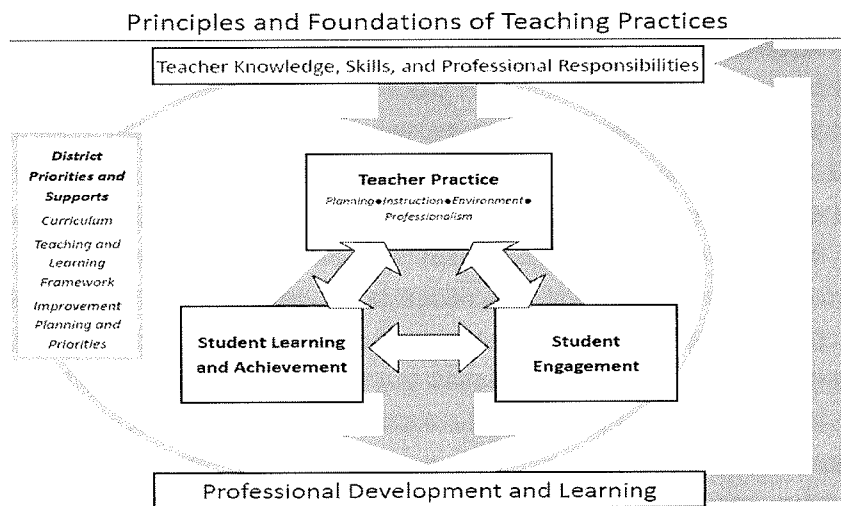 Principles and Foundations of Teaching Practices
Teacher Knowledge, Skills, and Professional Responsibilities
District
Priorities and
Supports
Curriculum
Teaching and
Learning
Framework
Improvement
Planning and
Priorities
Teacher Practice
Planning●Instruction●Environment●
Professionalism
Student Learning
and Achievement
Student
Engagement
Professional Development and Learning